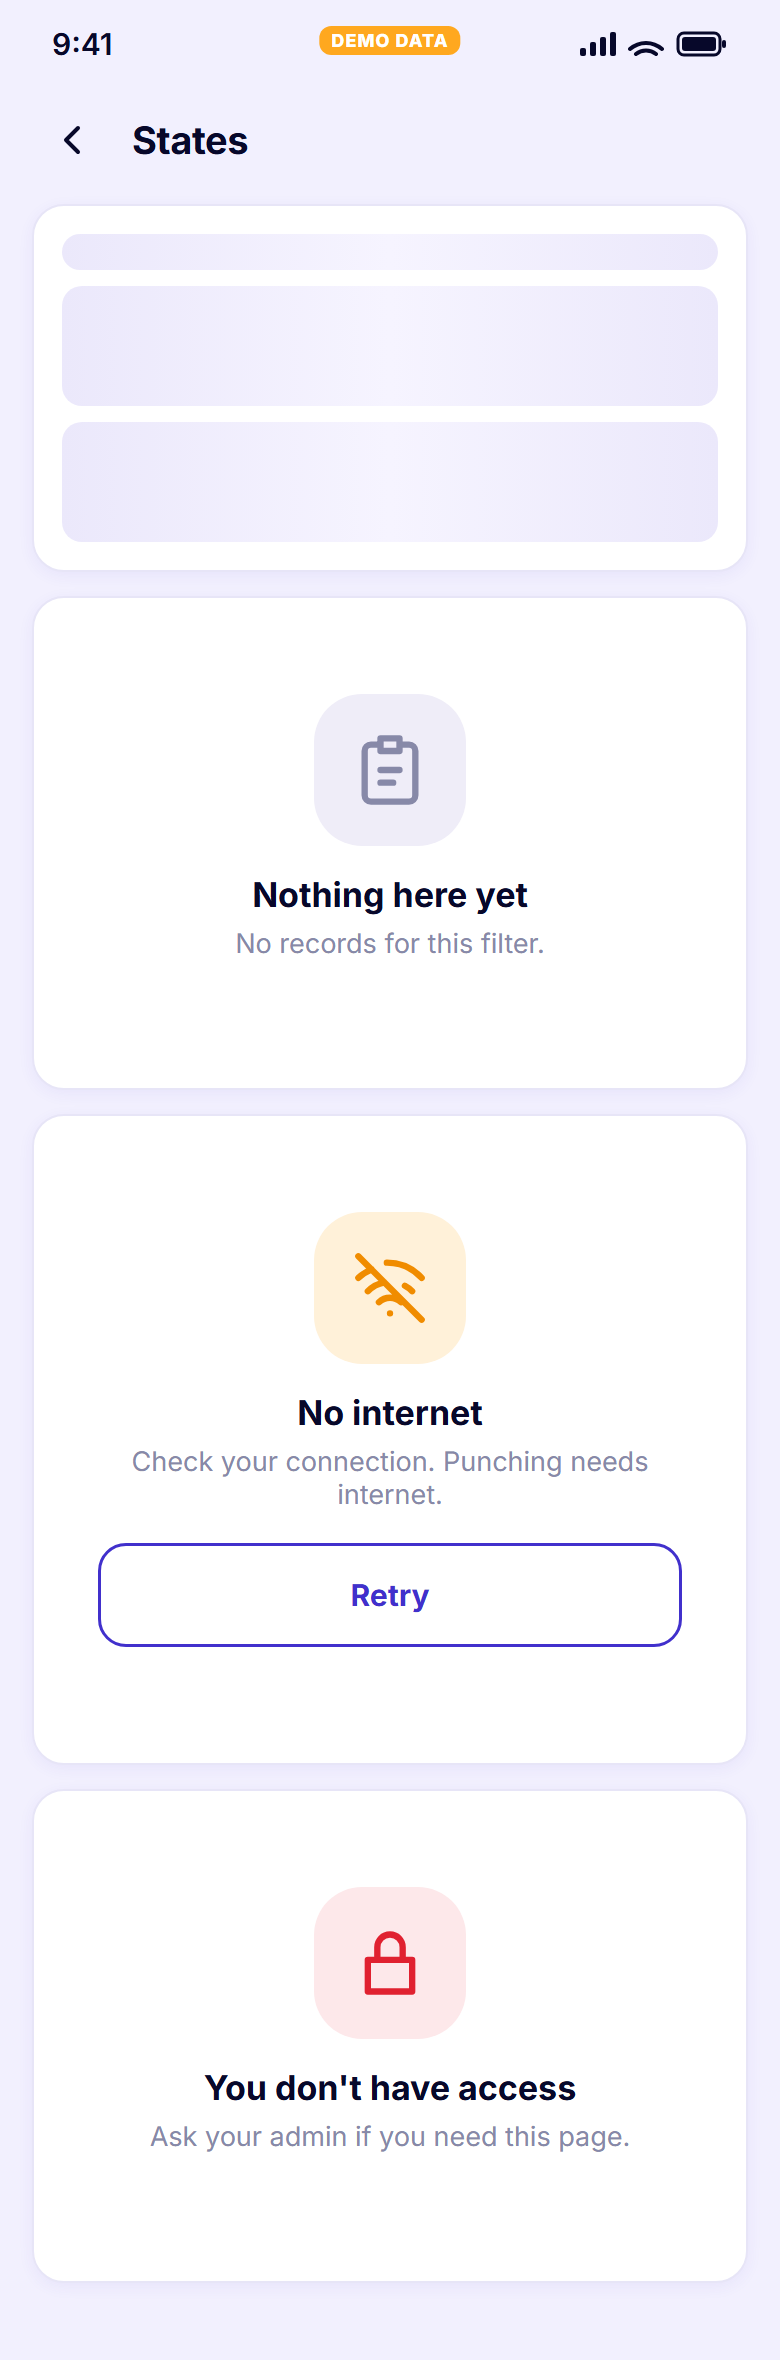 9:41
DEMO DATA
States
Nothing here yet
No records for this filter.
No internet
Check your connection. Punching needs
internet.
Retry
You don't have access
Ask your admin if you need this page.